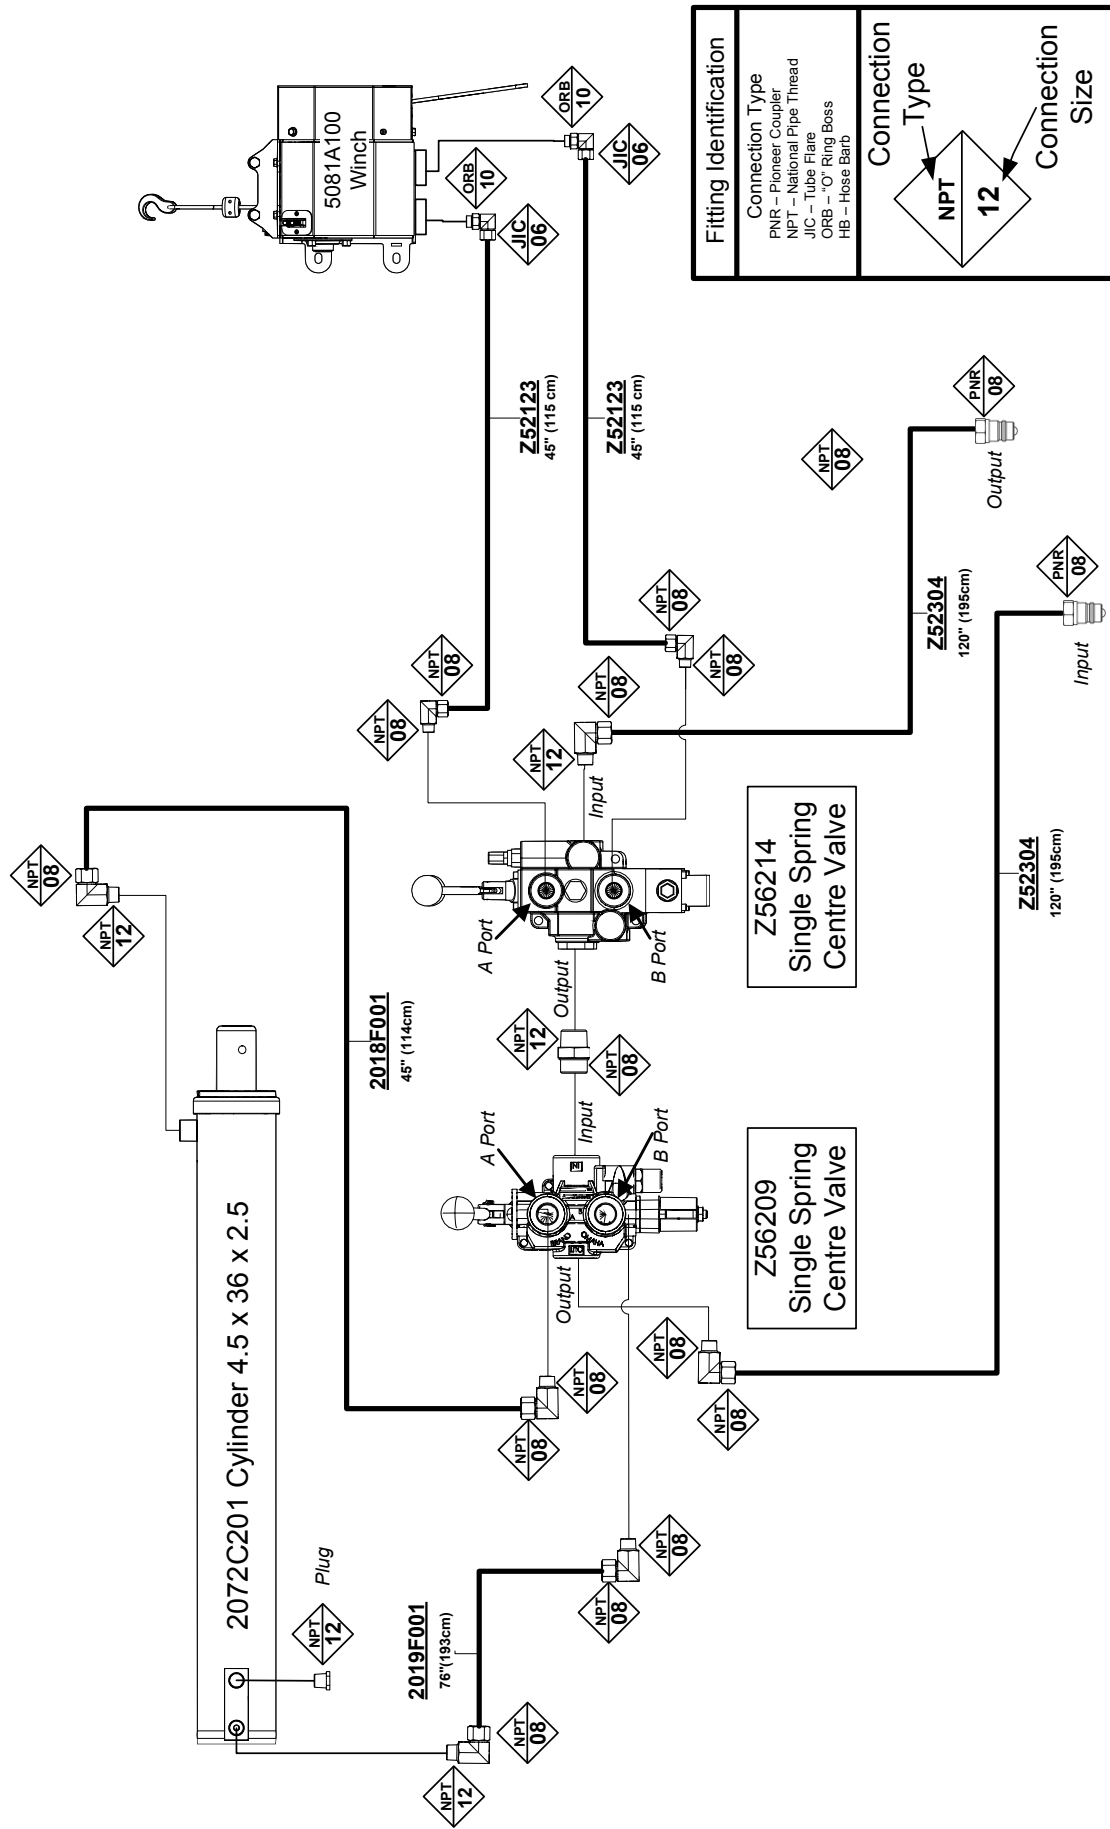 2072C201 Cylinder 4.5 x 36 x 2.5
NPT
12
Plug
NPT
12
NPT
08
2019F001
76"(193cm)
NPT
08
NPT
08
NPT
12
NPT
08
2018F001
45" (114cm)
NPT
08
NPT
08
5081A100
Winch
ORB
10
JIC
06
ORB
10
JIC
06
Z52123
45" (115 cm)
Z52123
45" (115 cm)
NPT
08
NPT
08
NPT
08
NPT
08
A Port
B Port
Input
Output
Z56209
Single Spring
Centre Valve
NPT
12
NPT
08
A Port
B Port
Input
Output
Z56214
Single Spring
Centre Valve
NPT
12
NPT
08
Z52304
120" (195cm)
NPT
08
PNR
08
Output
NPT
08
NPT
08
Z52304
120" (195cm)
PNR
08
Input
Fitting Identification
Connection Type
PNR – Pioneer Coupler
NPT – National Pipe Thread
JIC – Tube Flare
ORB – "O" Ring Boss
HB – Hose Barb
Connection
Type
NPT
12
Connection
Size